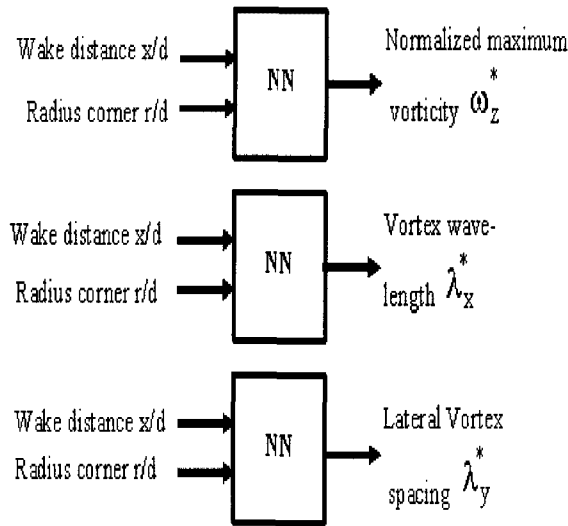 Wake distance x/d
Radius corner r/d
NN
Normalized maximum
vorticity ω*z
Wake distance x/d
Radius corner r/d
NN
Vortex wave-
length λ*x
Wake distance x/d
Radius corner r/d
NN
Lateral Vortex
spacing λ*y